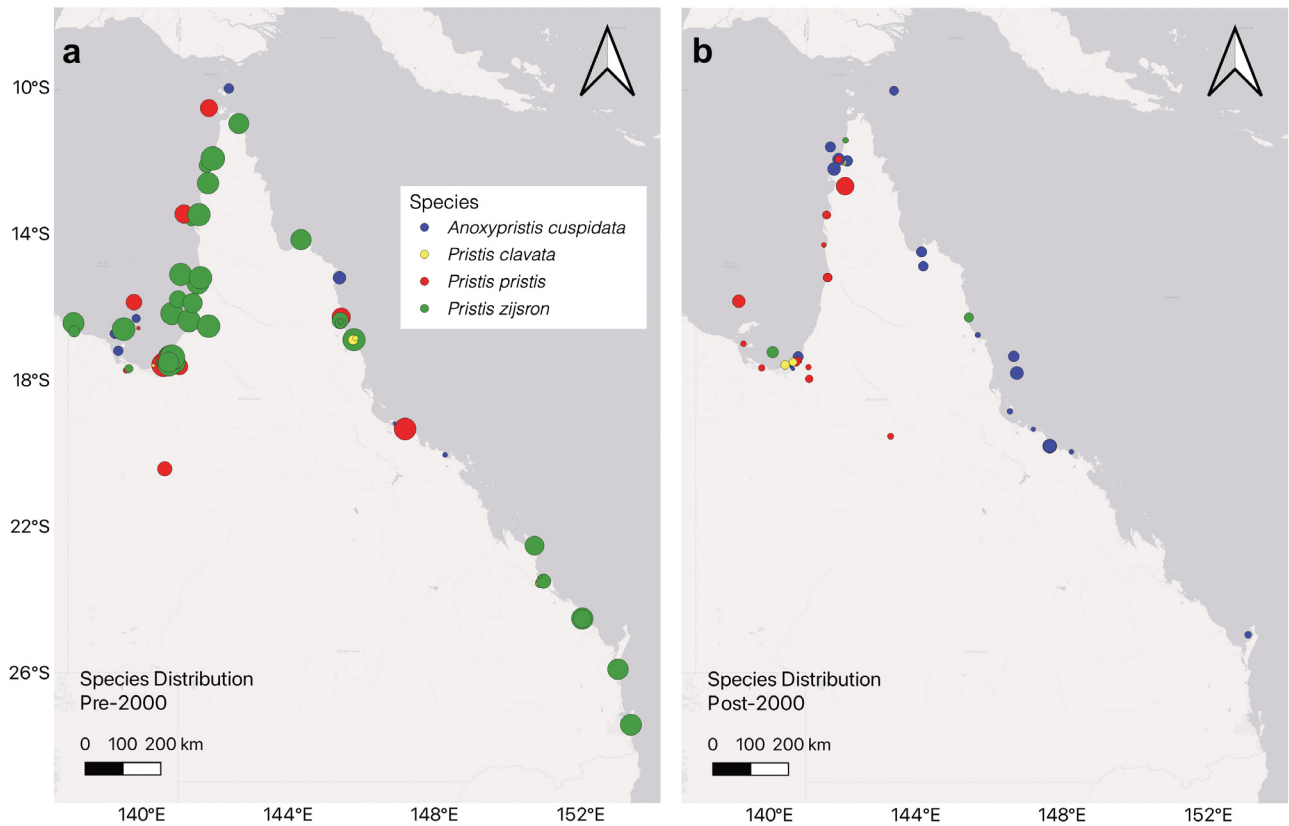 a
b
10°S
14°S
18°S
22°S
26°S
Species
Anoxypristis cuspidata
Pristis clavata
Pristis pristis
Pristis zijsron
Species Distribution
Pre-2000
0 100 200 km
Species Distribution
Post-2000
0 100 200 km
140°E 144°E 148°E 152°E
140°E 144°E 148°E 152°E